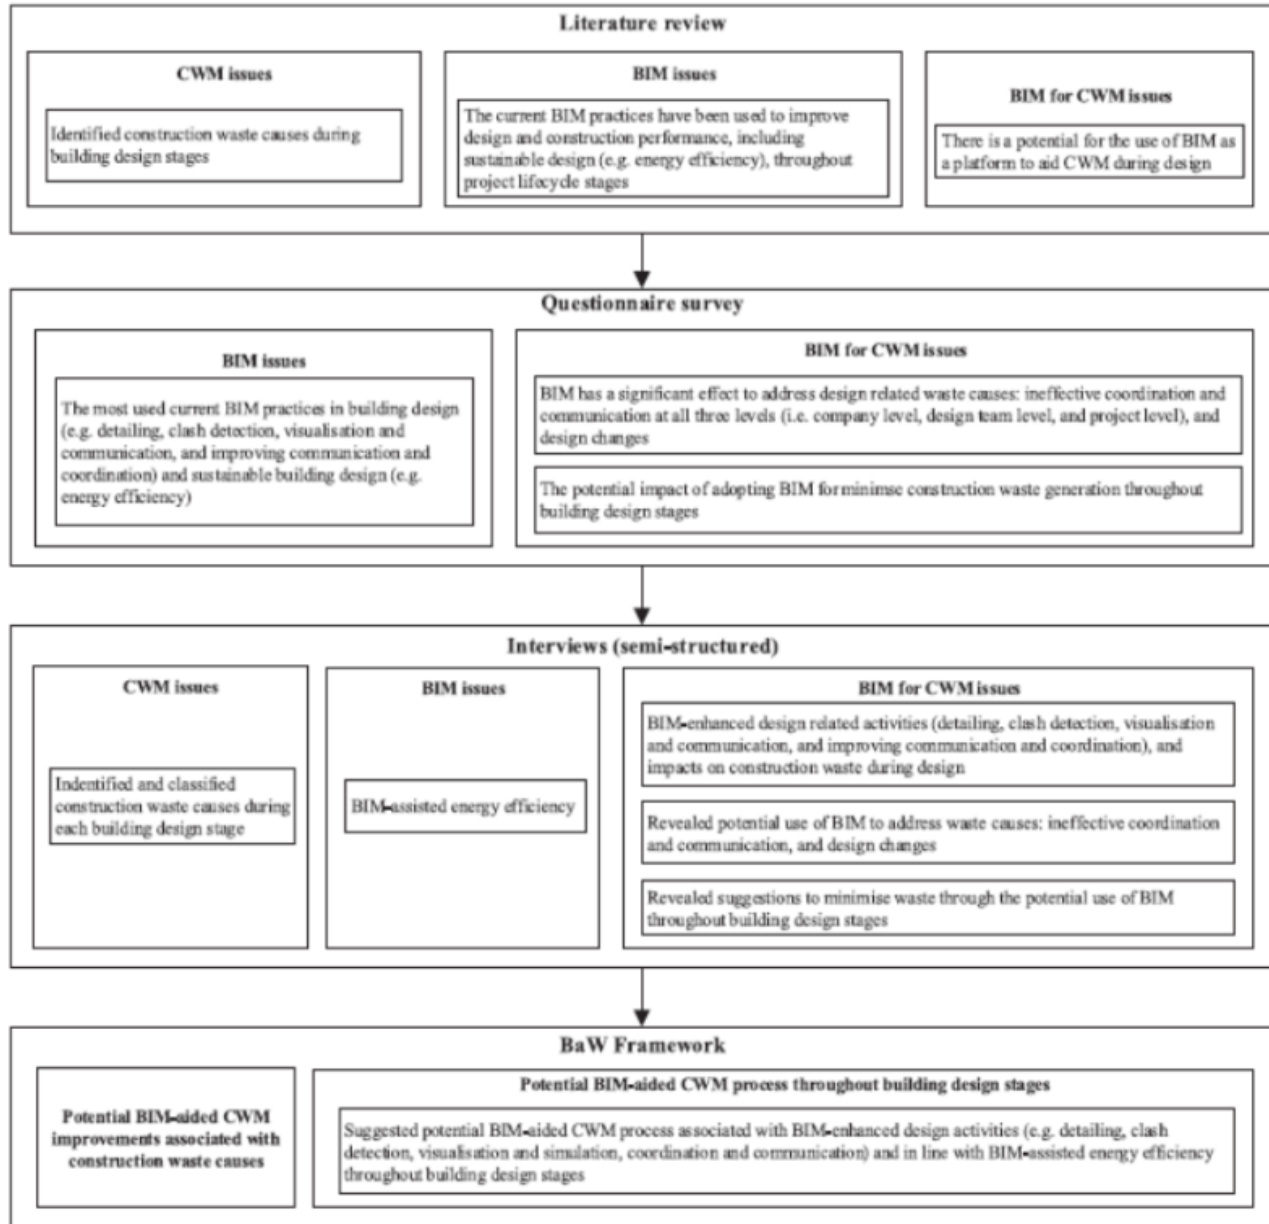 Literature review
CWM issues
Identified construction waste causes during
building design stages
BIM issues
The current BIM practices have been used to improve
design and construction performance, including
sustainable design (e.g. energy efficiency), throughout
project lifecycle stages
BIM for CWM issues
There is a potential for the use of BIM as
a platform to aid CWM during design
Questionnaire survey
BIM issues
The most used current BIM practices in building design
(e.g. detailing, clash detection, visualisation and
communication, and improving communication and
coordination) and sustainable building design (e.g.
energy efficiency)
BIM for CWM issues
BIM has a significant effect to address design related waste causes: ineffective coordination and
communication at all three levels (i.e. company level, design team level, and project level), and
design changes
The potential impact of adopting BIM for minimse construction waste generation throughout
building design stages
Interviews (semi-structured)
CWM issues
Indentified and classified
construction waste causes during
each building design stage
BIM issues
BIM-assisted energy efficiency
BIM for CWM issues
BIM-enhanced design related activities (detailing, clash detection, visualisation
and communication, and improving communication and coordination), and
impacts on construction waste during design
Revealed potential use of BIM to address waste causes: ineffective coordination
and communication, and design changes
Revealed suggestions to minimise waste through the potential use of BIM
throughout building design stages
BaW Framework
Potential BIM-aided CWM
improvements associated with
construction waste causes
Potential BIM-aided CWM process throughout building design stages
Suggested potential BIM-aided CWM process associated with BIM-enhanced design activities (e.g. detailing, clash
detection, visualisation and simulation, coordination and communication) and in line with BIM-assisted energy efficiency
throughout building design stages